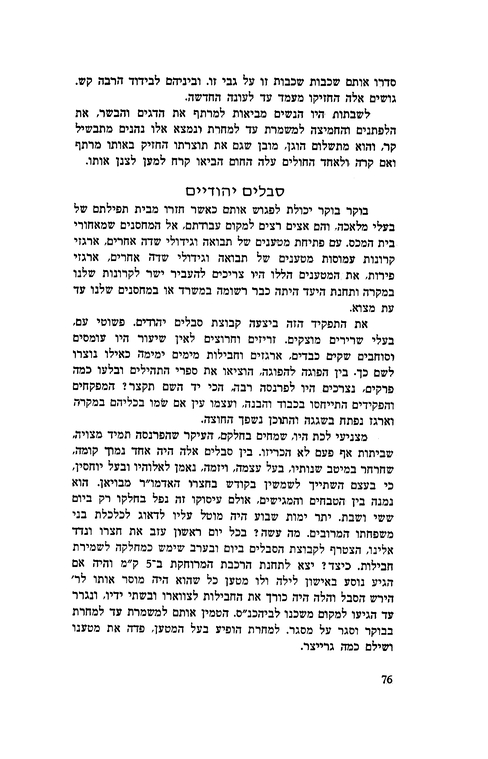 סדרו אותם שכבות שכבות זו על גבי זו. וביניהם לבידוד הרבה קש.
גושים אלה החזיקו מעמד עד לעונה החדשה.
לשבתות היו הנשים מביאות למרתף את הדגים והבשר, את
הלפתנים והחמיצה למשמרת עד למחרת ונמצא אלו נהנים מתבשיל
קר, והוא מתשלום הוגן, מובן שגם את תוצרתו החזיק באותו מרתף
ואם קרה ולאחד החולים עלה החום הביאו קרח למען לצנן אותו.
סבלים יהודיים
בוקר בוקר יכולת לפגוש אותם כאשר חזרו מבית תפילתם של
בעלי מלאכה, והם אצים רצים למקום עבודתם, אל המחסנים שמאחורי
בית המכס. עם פתיחת מטענים של תבואה וגידולי שדה אחרים, ארגזי
קרונות עמוסות מטענים של תבואה וגידולי שדה אחרים, ארגזי
פירות, את המטענים הללו היו צריכים להעביר ישר לקרונות שלנו
במקרה ותחנת היעד היתה כבר רשומה במשרד או במחסנים שלנו עד
עת מצוא.
את התפקיד הזה ביצעה קבוצת סבלים יהודים. פשוטי עם,
בעלי שרירים מוצקים. זריזים וחרוצים לאין שיעור היו עומסים
וסוחבים שקים כבדים, ארגזים וחבילות מימים ימימה כאילו נוצרו
לשם כך. בין הפוגה להפוגה, הוציאו את ספרי התהילים ובלעו כמה
פרקים, נצרכים היו לפרנסה רבה, הכי יד השם תקצר? המפקחים
והפקידים התייחסו בכבוד והבנה, ועצמו עין אם שמו בכליהם במקרה
וארגז נפתח בשגגה והתוכן נשפך החוצה.
מצניעי לכת היו, שמחים בחלקם, העיקר שהפרנסה תמיד מצויה,
שביתות אף פעם לא הכריזו. בין סבלים אלה היה אחד נמוך קומה,
שחרחר במיטב שנותיו, בעל עצמה, ויזמה, נאמן לאלוהיו ובעל יוחסין,
כי בעצם השתייך לשמשין בקודש בחצרו האדמו״ר מבויאן. הוא
נמנה בין הטבחים והמגישים, אולם עיסוקו זה נפל בחלקו רק ביום
ששי ושבת. יתר ימות שבוע היה מוטל עליו לדאוג לכלכלת בני
משפחתו המרובים. מה עשה? בכל יום ראשון עזב את חצרו ונדד
אלינו, הצטרף לקבוצת הסבלים ביום ובערב שימש כמחלקה לשמירת
חבילות. כיצד? יצא לתחנת הרכבת המרוחקת ב־5 ק״מ והיה אם
הגיע נוסע באישון לילה ולו מטען כל שהוא היה מוסר אותו לר׳
הירש הסבל והלה היה כורך את החבילות לצווארו ובשתי ידיו, ונגרר
עד הגיעו למקום משכנו לביהכנ״ס. הטמין אותם למשמרת עד למחרת
בבוקר וסגר על מסגר. למחרת הופיע בעל המטען, פדה את מטענו
ושילם כמה גרייצר.
76